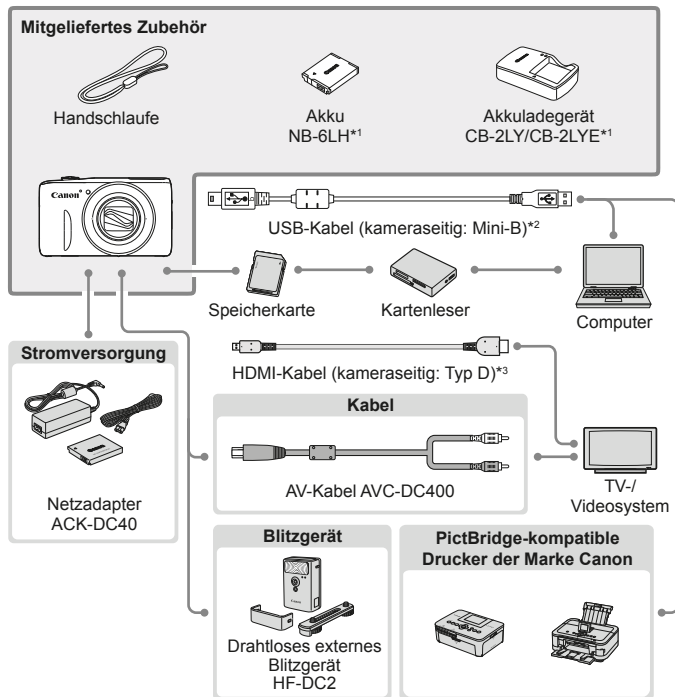 Mitgeliefertes Zubehör
Handschlaufe
Akku
NB-6LH*1
Akkuladegerät
CB-2LY/CB-2LYE*1
Canon
USB-Kabel (kameraseitig: Mini-B)*2
Speicherkarte
Kartenleser
Computer
Stromversorgung
Netzadapter
ACK-DC40
HDMI-Kabel (kameraseitig: Typ D)*3
Kabel
AV-Kabel AVC-DC400
TV-/
Videosystem
Blitzgerät
Drahtloses externes
Blitzgerät
HF-DC2
PictBridge-kompatible
Drucker der Marke Canon